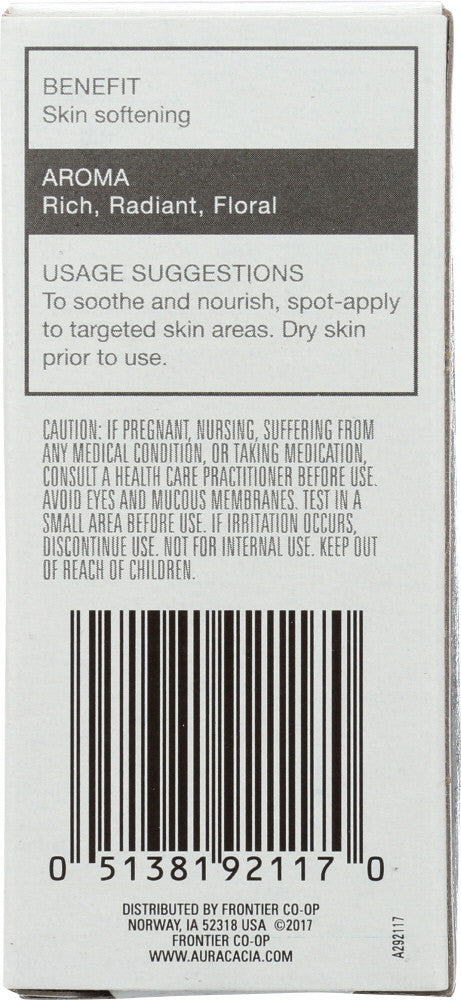 BENEFIT
Skin softening
AROMA
Rich, Radiant, Floral
USAGE SUGGESTIONS
To soothe and nourish, spot-apply
to targeted skin areas. Dry skin
prior to use.
CAUTION: IF PREGNANT, NURSING, SUFFERING FROM
ANY MEDICAL CONDITION, OR TAKING MEDICATION,
CONSULT A HEALTH CARE PRACTITIONER BEFORE USE.
AVOID EYES AND MUCOUS MEMBRANES. TEST IN A
SMALL AREA BEFORE USE. IF IRRITATION OCCURS,
DISCONTINUE USE. NOT FOR INTERNAL USE. KEEP OUT
OF REACH OF CHILDREN.
0 51381 92117 0
DISTRIBUTED BY FRONTIER CO-OP
NORWAY, IA 52318 USA ©2017
FRONTIER CO-OP
WWW.AURACACIA.COM
A292117